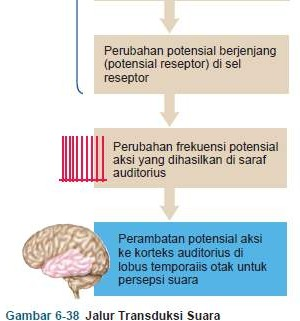 Perubahan potensial berjenjang
(potensial reseptor) di sel
reseptor
Perubahan frekuensi potensial
aksi yang dihasilkan di saraf
auditorius
Perambatan potensial aksi
ke korteks auditorius di
lobus temporaiis otak untuk
persepsi suara
Gambar 6-38 Jalur Transduksi Suara